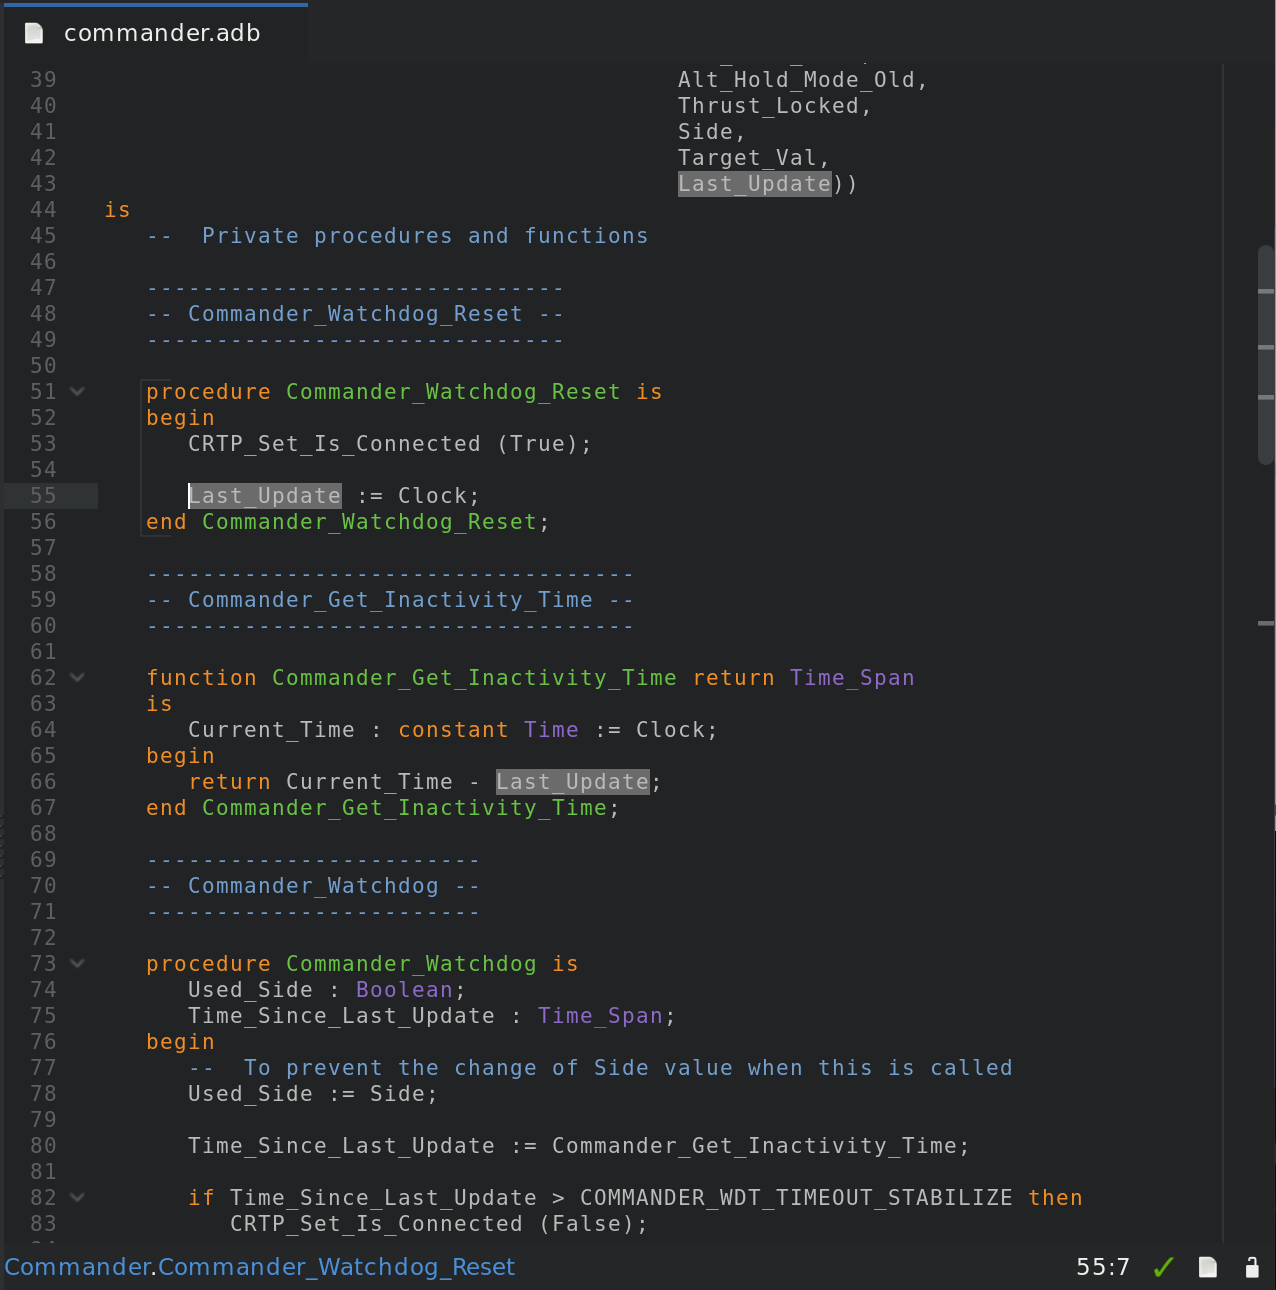 commander.adb
39 Alt_Hold_Mode_Old,
40 Thrust_Locked,
41 Side,
42 Target_Val,
43 Last_Update))
44 is
45 --  Private procedures and functions
46
47 ------------------------------
48 -- Commander_Watchdog_Reset --
49 ------------------------------
50
51 procedure Commander_Watchdog_Reset is
52 begin
53 CRTP_Set_Is_Connected (True);
54
55 Last_Update := Clock;
56 end Commander_Watchdog_Reset;
57
58 -----------------------------------
59 -- Commander_Get_Inactivity_Time --
60 -----------------------------------
61
62 function Commander_Get_Inactivity_Time return Time_Span
63 is
64 Current_Time : constant Time := Clock;
65 begin
66 return Current_Time - Last_Update;
67 end Commander_Get_Inactivity_Time;
68
69 ------------------------
70 -- Commander_Watchdog --
71 ------------------------
72
73 procedure Commander_Watchdog is
74 Used_Side : Boolean;
75 Time_Since_Last_Update : Time_Span;
76 begin
77 --  To prevent the change of Side value when this is called
78 Used_Side := Side;
79
80 Time_Since_Last_Update := Commander_Get_Inactivity_Time;
81
82 if Time_Since_Last_Update > COMMANDER_WDT_TIMEOUT_STABILIZE then
83 CRTP_Set_Is_Connected (False);
Commander.Commander_Watchdog_Reset 55:7